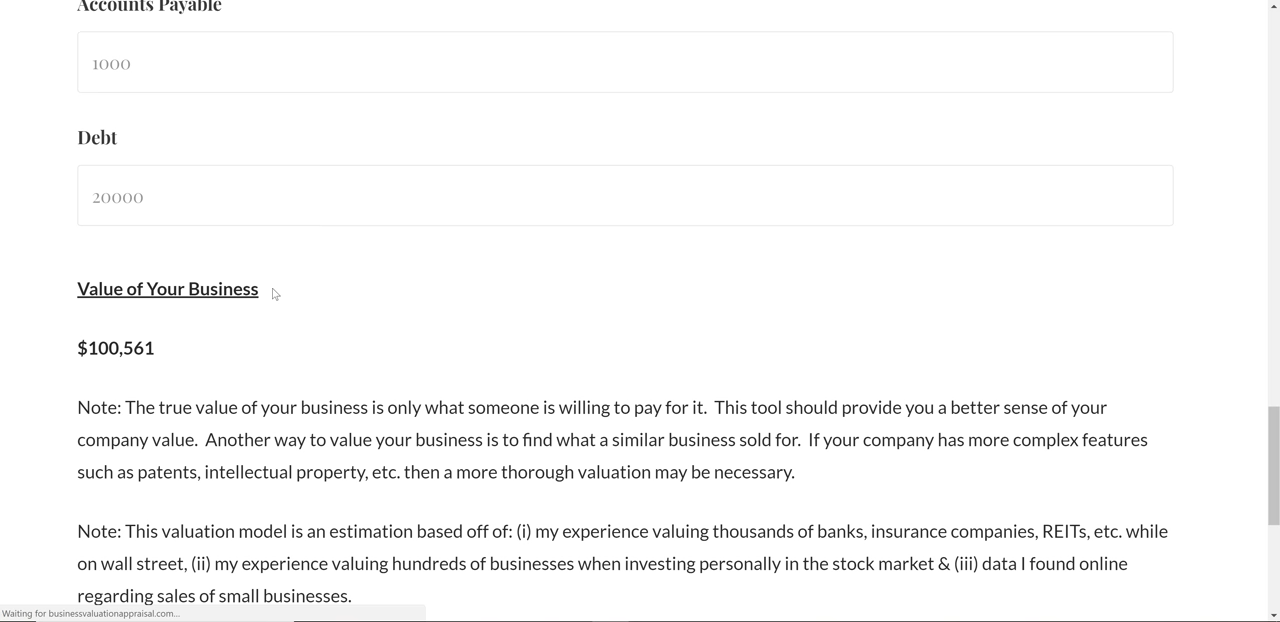 Accounts Payable
1000
Debt
20000
Value of Your Business
$100,561
Note: The true value of your business is only what someone is willing to pay for it.  This tool should provide you a better sense of your
company value.  Another way to value your business is to find what a similar business sold for.  If your company has more complex features
such as patents, intellectual property, etc. then a more thorough valuation may be necessary.
Note: This valuation model is an estimation based off of: (i) my experience valuing thousands of banks, insurance companies, REITs, etc. while
on wall street, (ii) my experience valuing hundreds of businesses when investing personally in the stock market & (iii) data I found online
regarding sales of small businesses.
Waiting for businessvaluationappraisal.com...